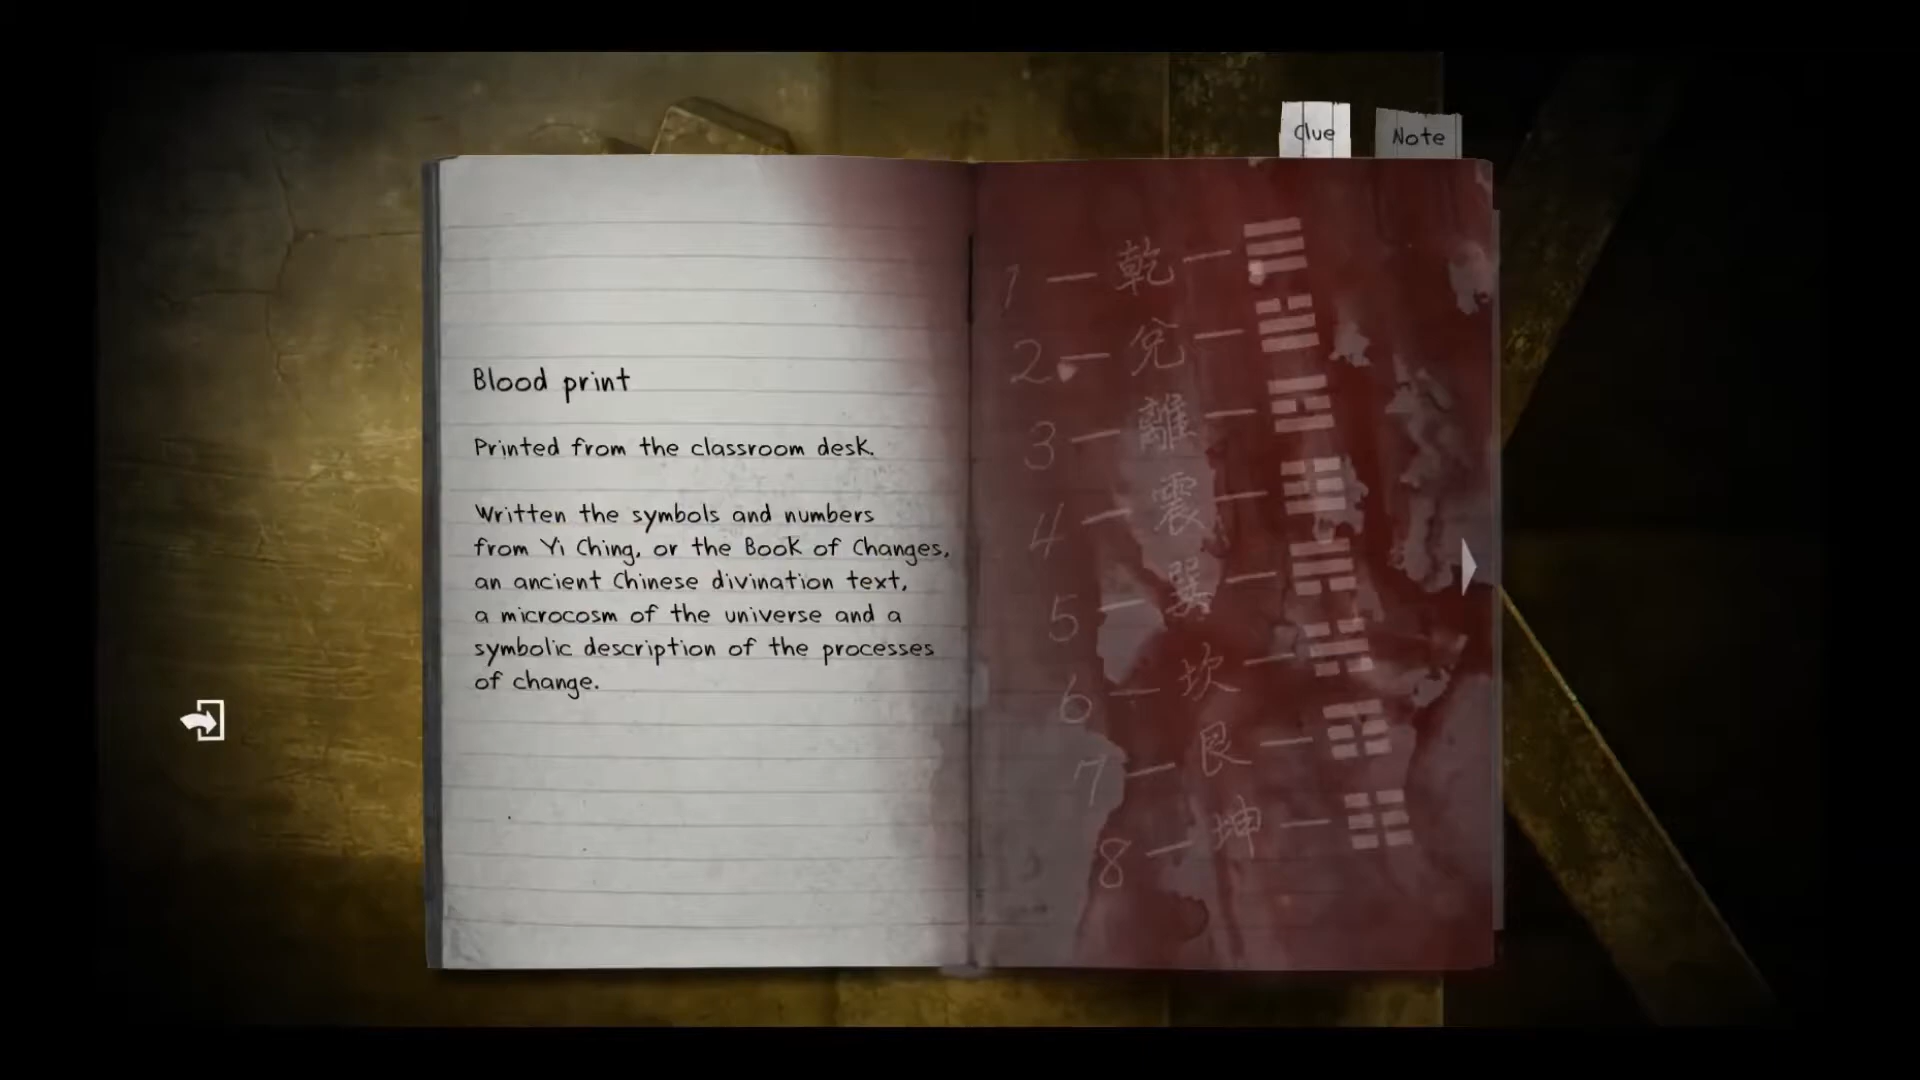 Clue
Note
Blood print
Printed from the classroom desk.
Written the symbols and numbers
from Yi Ching, or the Book of Changes,
an ancient Chinese divination text,
a microcosm of the universe and a
symbolic description of the processes
of change.
1 — 乾 — ☰
2 — 兌 — ☱
3 — 離 — ☲
4 — 震 — ☳
5 — 巽 — ☴
6 — 坎 — ☵
7 — 艮 — ☶
8 — 坤 — ☷